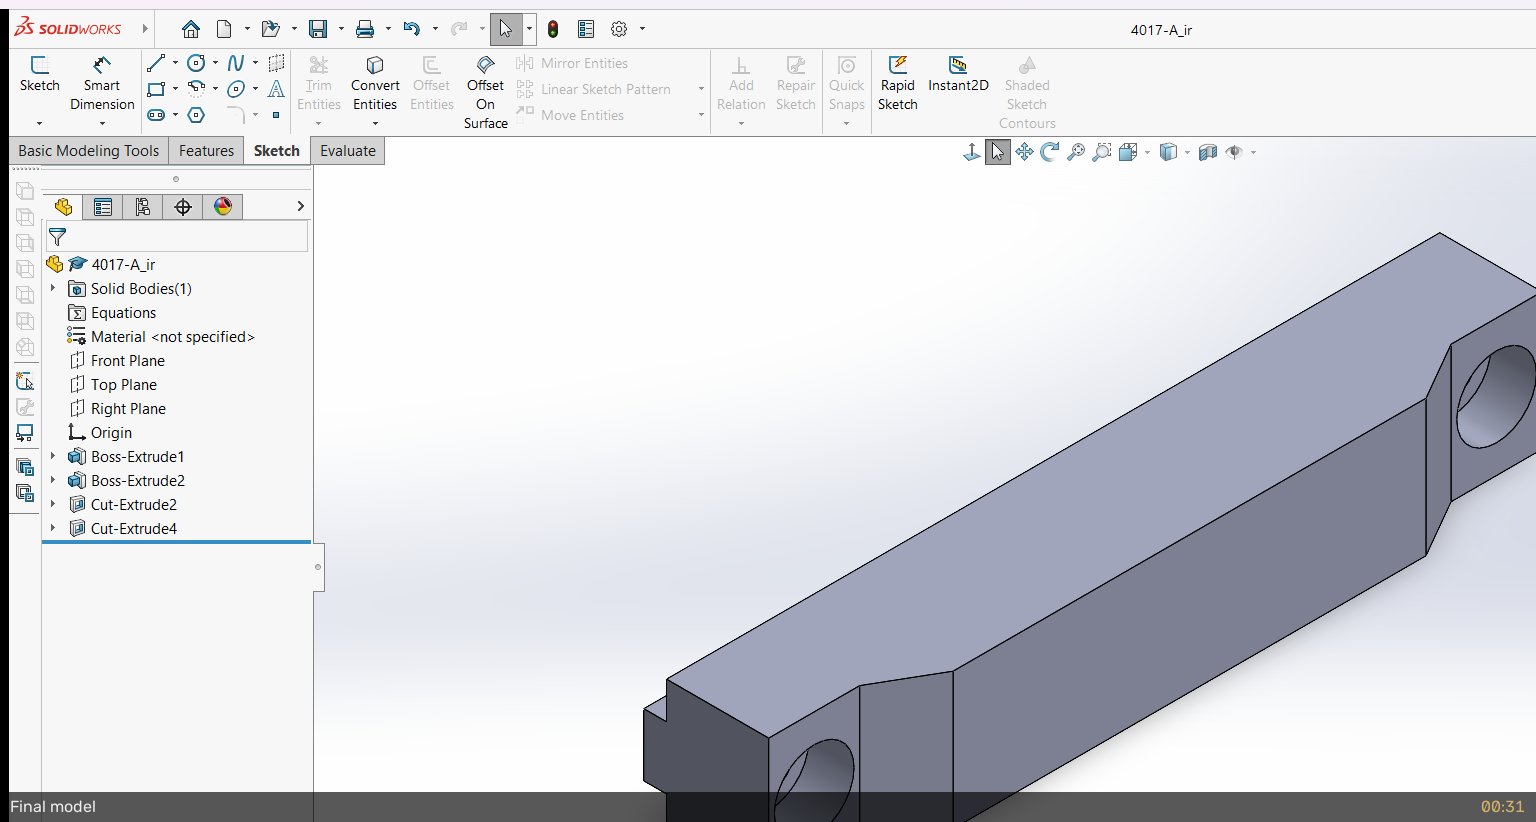 SOLIDWORKS
4017-A_ir
Sketch
Smart Dimension
Trim Entities
Convert Entities
Offset Entities
Offset On Surface
Mirror Entities
Linear Sketch Pattern
Move Entities
Add Relation
Repair Sketch
Quick Snaps
Rapid Sketch
Instant2D
Shaded Sketch Contours
Basic Modeling Tools
Features
Sketch
Evaluate
4017-A_ir
Solid Bodies(1)
Equations
Material <not specified>
Front Plane
Top Plane
Right Plane
Origin
Boss-Extrude1
Boss-Extrude2
Cut-Extrude2
Cut-Extrude4
Final model
00:31